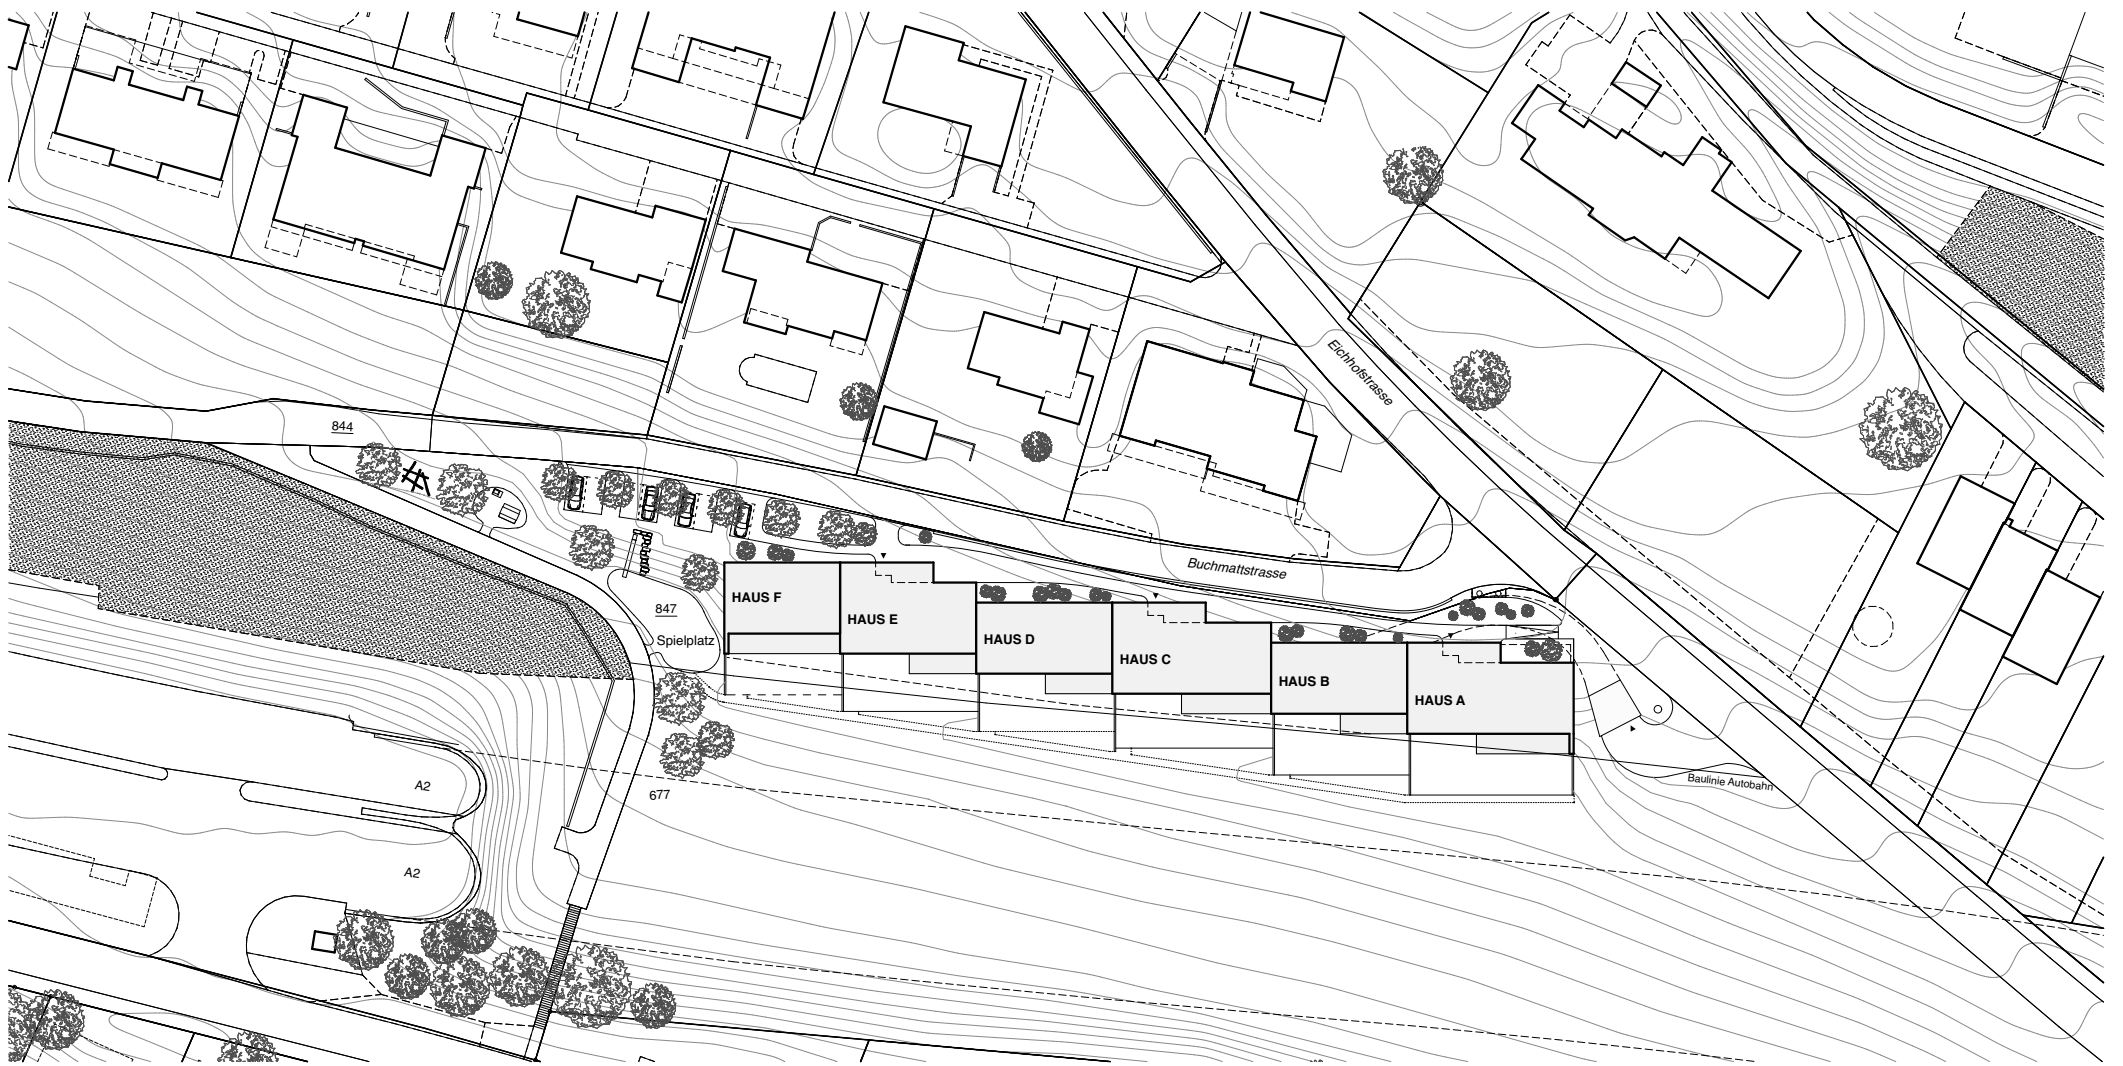 Eichhofstrasse
844
Buchmattstrasse
HAUS F
847
HAUS E
Spielplatz
HAUS D
HAUS C
HAUS B
HAUS A
A2
Baulinie Autobahn
677
A2